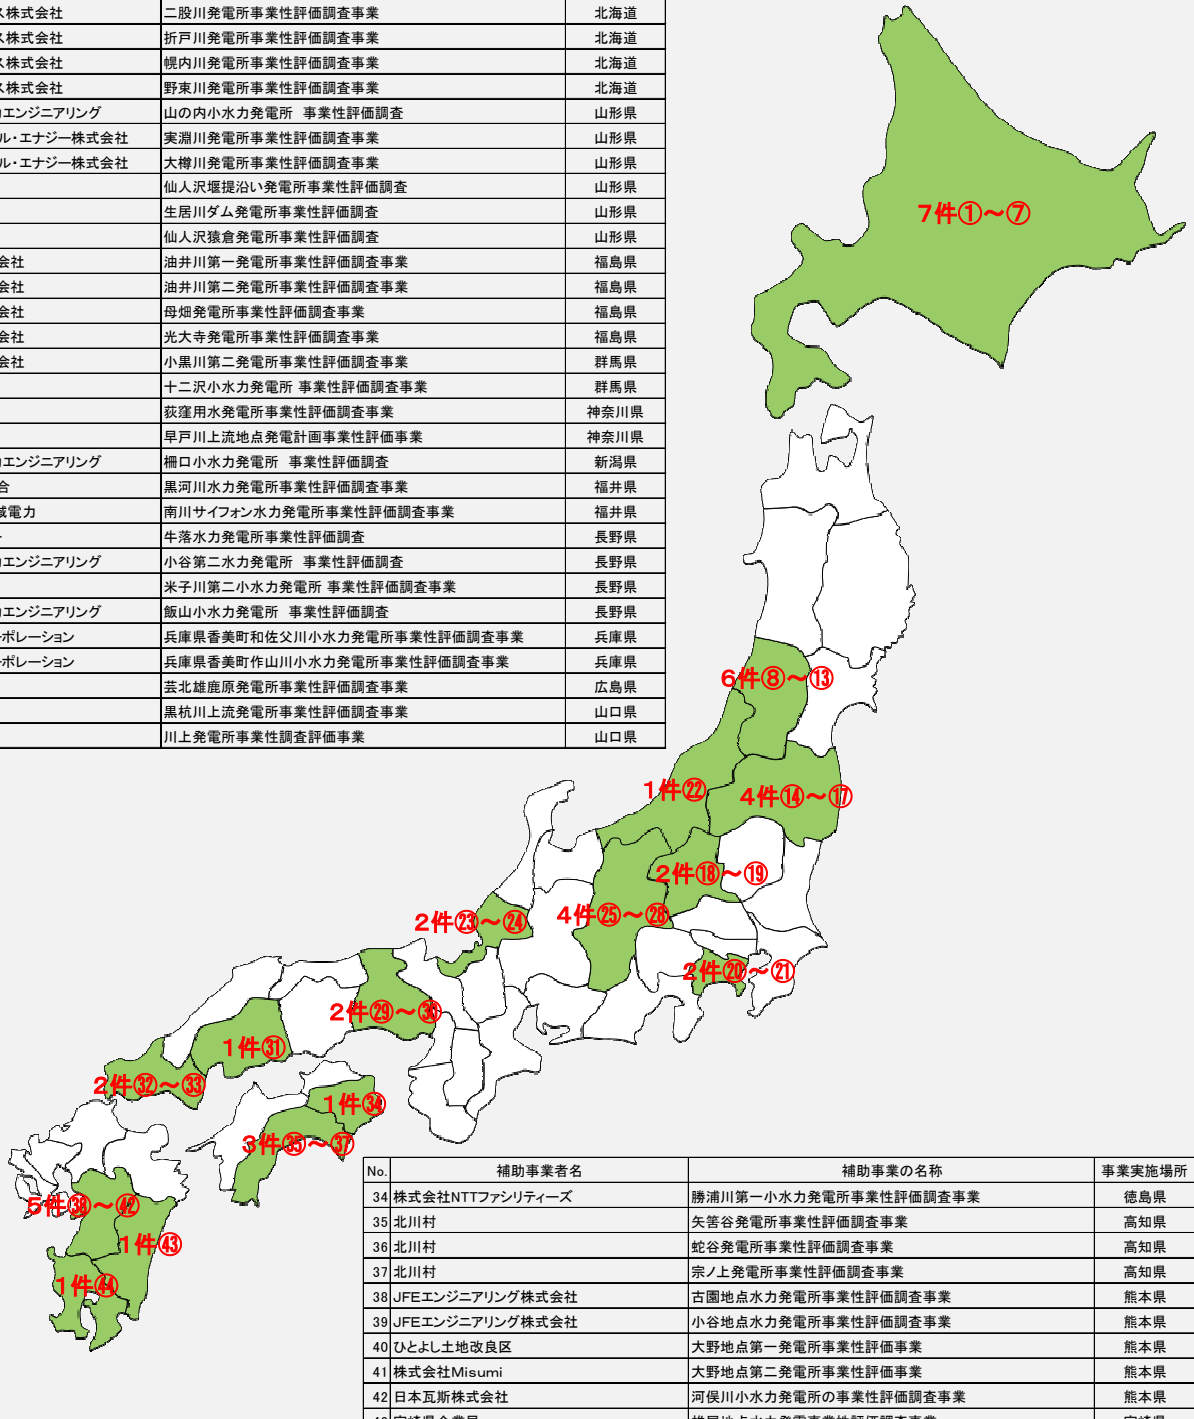 ス株式会社 二股川発電所事業性評価調査事業 北海道
ス株式会社 折戸川発電所事業性評価調査事業 北海道
ス株式会社 幌内川発電所事業性評価調査事業 北海道
ス株式会社 野束川発電所事業性評価調査事業 北海道
エンジニアリング 山の内小水力発電所 事業性評価調査 山形県
ル・エナジー株式会社 実淵川発電所事業性評価調査事業 山形県
ル・エナジー株式会社 大樽川発電所事業性評価調査事業 山形県
仙人沢堰堤沿い発電所事業性評価調査 山形県
生居川ダム発電所事業性評価調査 山形県
仙人沢猿倉発電所事業性評価調査 山形県
会社 油井川第一発電所事業性評価調査事業 福島県
会社 油井川第二発電所事業性評価調査事業 福島県
会社 母畑発電所事業性評価調査事業 福島県
会社 光大寺発電所事業性評価調査事業 福島県
会社 小黒川第二発電所事業性評価調査事業 群馬県
十二沢小水力発電所 事業性評価調査事業 群馬県
荻窪用水発電所事業性評価調査事業 神奈川県
早戸川上流地点発電計画事業性評価事業 神奈川県
エンジニアリング 柵口小水力発電所 事業性評価調査 新潟県
合 黒河川水力発電所事業性評価調査事業 福井県
域電力 南川サイフォン水力発電所事業性評価調査事業 福井県
牛落水力発電所事業性評価調査 長野県
エンジニアリング 小谷第二水力発電所 事業性評価調査 長野県
米子川第二小水力発電所 事業性評価調査事業 長野県
エンジニアリング 飯山小水力発電所 事業性評価調査 長野県
ーポレーション 兵庫県香美町和佐父川小水力発電所事業性評価調査事業 兵庫県
ーポレーション 兵庫県香美町作山川小水力発電所事業性評価調査事業 兵庫県
芸北雄鹿原発電所事業性評価調査事業 広島県
黒杭川上流発電所事業性評価調査事業 山口県
川上発電所事業性調査評価事業 山口県
7件①～⑦
6件⑧～⑬
1件㉒
4件⑭～⑰
2件⑱～⑲
2件㉓～㉔
4件㉕～㉘
2件⑳～㉑
2件㉙～㉚
1件㉛
2件㉜～㉝
1件㉞
3件㉟～㊲
5件㊳～㊷
1件㊸
1件㊹
No. 補助事業者名 補助事業の名称 事業実施場所
34 株式会社NTTファシリティーズ 勝浦川第一小水力発電所事業性評価調査事業 徳島県
35 北川村 矢筈谷発電所事業性評価調査事業 高知県
36 北川村 蛇谷発電所事業性評価調査事業 高知県
37 北川村 宗ノ上発電所事業性評価調査事業 高知県
38 JFEエンジニアリング株式会社 古園地点水力発電所事業性評価調査事業 熊本県
39 JFEエンジニアリング株式会社 小谷地点水力発電所事業性評価調査事業 熊本県
40 ひとよし土地改良区 大野地点第一発電所事業性評価事業 熊本県
41 株式会社Misumi 大野地点第二発電所事業性評価事業 熊本県
42 日本瓦斯株式会社 河俣川小水力発電所の事業性評価調査事業 熊本県